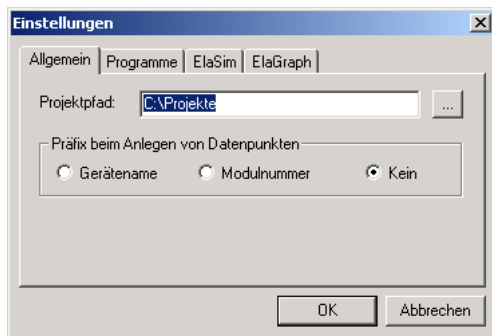 Einstellungen
Allgemein Programme ElaSim ElaGraph
Projektpfad: C:\Projekte ...
Präfix beim Anlegen von Datenpunkten
Gerätename Modulnummer Kein
OK Abbrechen